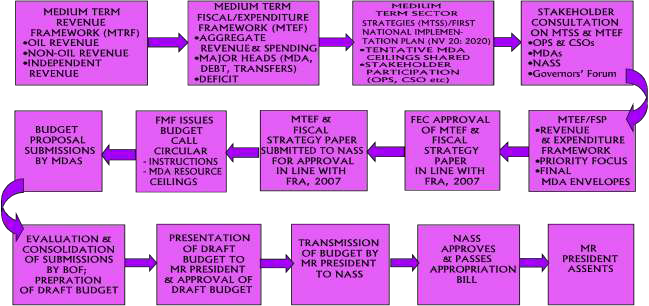 MEDIUM TERM
REVENUE
FRAMEWORK (MTRF)
•OIL REVENUE
•NON-OIL REVENUE
•INDEPENDENT
REVENUE
MEDIUM TERM
FISCAL/EXPENDITURE
FRAMEWORK (MTEF)
•AGGREGATE
REVENUE & SPENDING
•MAJOR HEADS (MDA,
DEBT, TRANSFERS)
•DEFICIT
MEDIUM
TERM SECTOR
STRATEGIES (MTSS)/FIRST
NATIONAL IMPLEMEN-
TATION PLAN (NV 20: 2020)
•TENTATIVE MDA
CEILINGS SHARED
•STAKEHOLDER
PARTICIPATION
(OPS, CSO etc)
STAKEHOLDER
CONSULTATION
ON MTSS & MTEF
•OPS & CSOs
•MDAs
•NASS
•Governors' Forum
MTEF/FSP
•REVENUE
& EXPENDITURE
FRAMEWORK
•PRIORITY FOCUS
•FINAL
MDA ENVELOPES
FEC APPROVAL
OF MTEF &
FISCAL
STRATEGY
PAPER
IN LINE WITH
FRA, 2007
MTEF &
FISCAL
STRATEGY PAPER
SUBMITTED TO NASS
FOR APPROVAL
IN LINE WITH
FRA, 2007
FMF ISSUES
BUDGET
CALL
CIRCULAR
- INSTRUCTIONS
- MDA RESOURCE
CEILINGS
BUDGET
PROPOSAL
SUBMISSIONS
BY MDAS
EVALUATION &
CONSOLIDATION
OF SUBMISSIONS
BY BOF;
PREPRATION
OF DRAFT BUDGET
PRESENTATION
OF DRAFT
BUDGET TO
MR PRESIDENT
& APPROVAL OF
DRAFT BUDGET
TRANSMISSION
OF BUDGET BY
MR PRESIDENT
TO NASS
NASS
APPROVES
& PASSES
APPROPRIATION
BILL
MR
PRESIDENT
ASSENTS